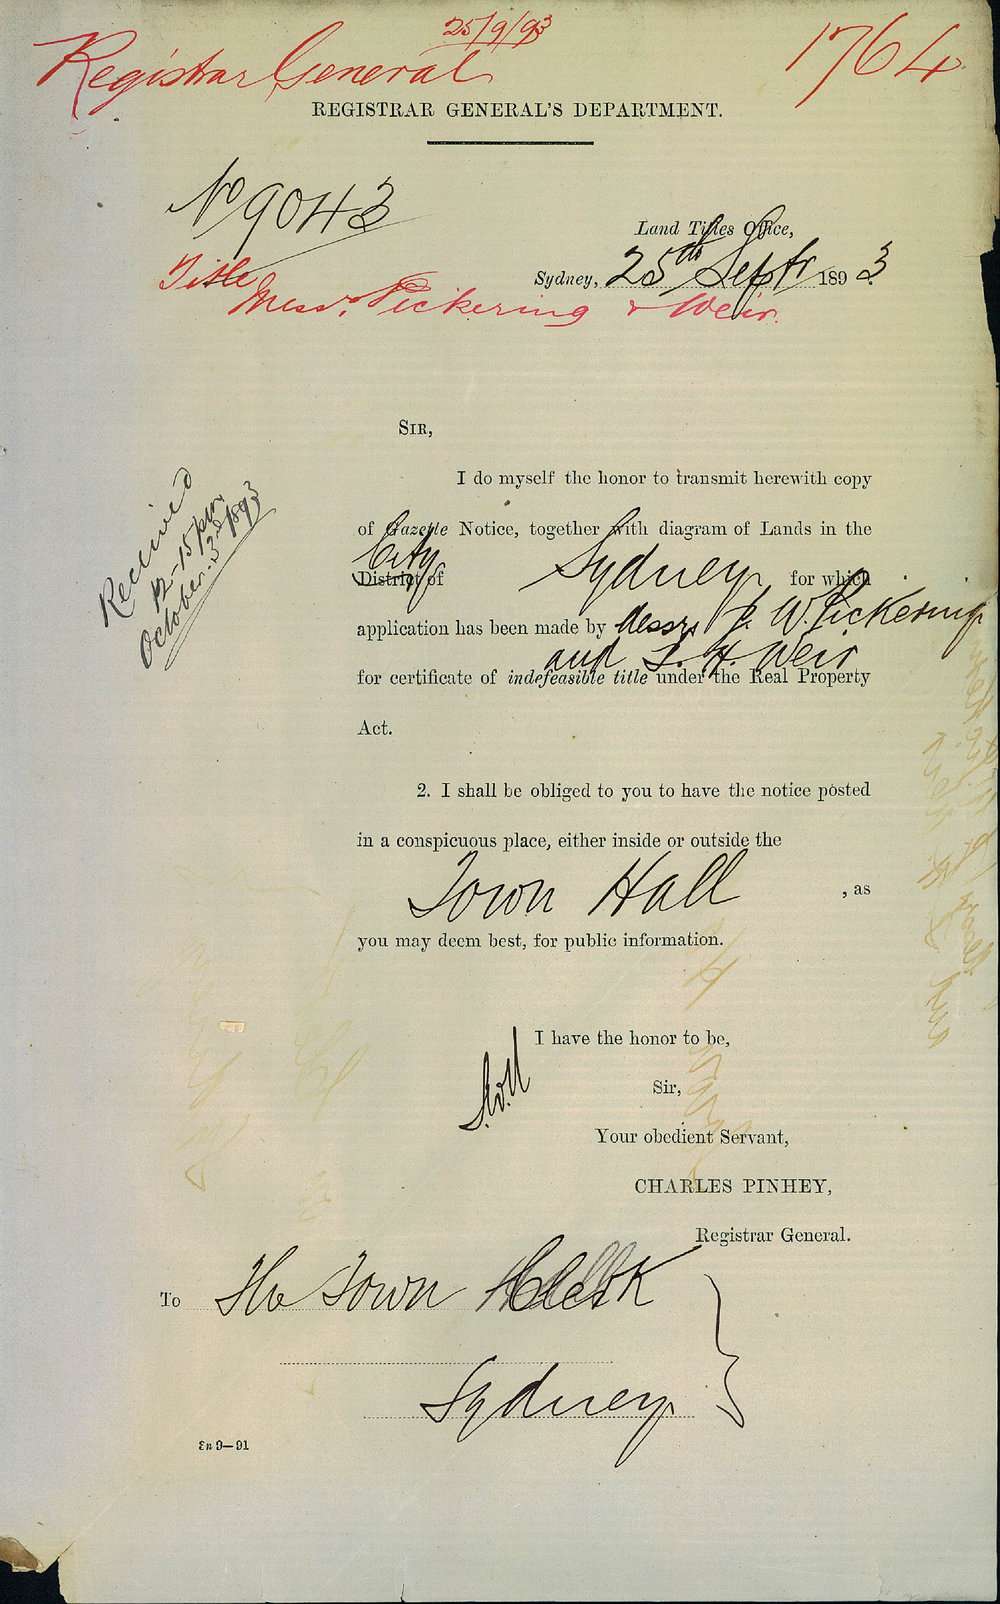 25/9/93
Registrar General
1764
REGISTRAR GENERAL'S DEPARTMENT.
No 9043
Land Titles Office,
Sydney, 25th Septr 1893
Title
Messrs. Pickering & Weir.
SIR,
I do myself the honor to transmit herewith copy
of Gazette Notice, together with diagram of Lands in the
City
District of Sydney for which
application has been made by Messrs J. W. Pickering
and T. H. Weir
for certificate of indefeasible title under the Real Property
Act.
Received
12-15 pm
October 3rd 1893
2. I shall be obliged to you to have the notice posted
in a conspicuous place, either inside or outside the
Town Hall , as
you may deem best, for public information.
I have the honor to be,
Sir,
Your obedient Servant,
CHARLES PINHEY,
Registrar General.
To The Town Clerk
Sydney
9—91